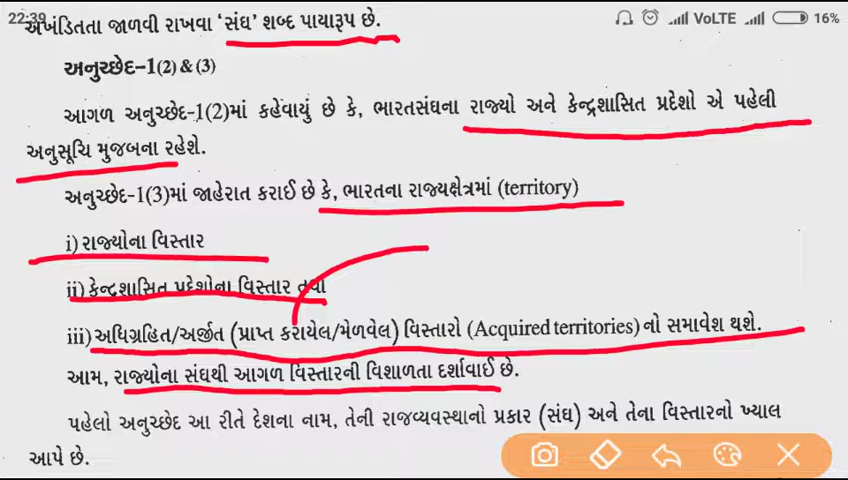 22:39 VoLTE 16%
અખંડિતતા જાળવી રાખવા ‘સંઘ’ શબ્દ પાયારૂપ છે.
અનુચ્છેદ-1(2) & (3)
આગળ અનુચ્છેદ-1(2)માં કહેવાયું છે કે, ભારતસંઘના રાજ્યો અને કેન્દ્રશાસિત પ્રદેશો એ પહેલી
અનુસૂચિ મુજબના રહેશે.
અનુચ્છેદ-1(3)માં જાહેરાત કરાઈ છે કે, ભારતના રાજ્યક્ષેત્રમાં (territory)
i) રાજ્યોના વિસ્તાર
ii) કેન્દ્રશાસિત પ્રદેશોના વિસ્તાર તથા
iii) અધિગ્રહિત/અર્જીત (પ્રાપ્ત કરાયેલ/મેળવેલ) વિસ્તારો (Acquired territories) નો સમાવેશ થશે.
આમ, રાજ્યોના સંઘથી આગળ વિસ્તારની વિશાળતા દર્શાવાઈ છે.
પહેલો અનુચ્છેદ આ રીતે દેશના નામ, તેની રાજવ્યવસ્થાનો પ્રકાર (સંઘ) અને તેના વિસ્તારનો ખ્યાલ
આપે છે.